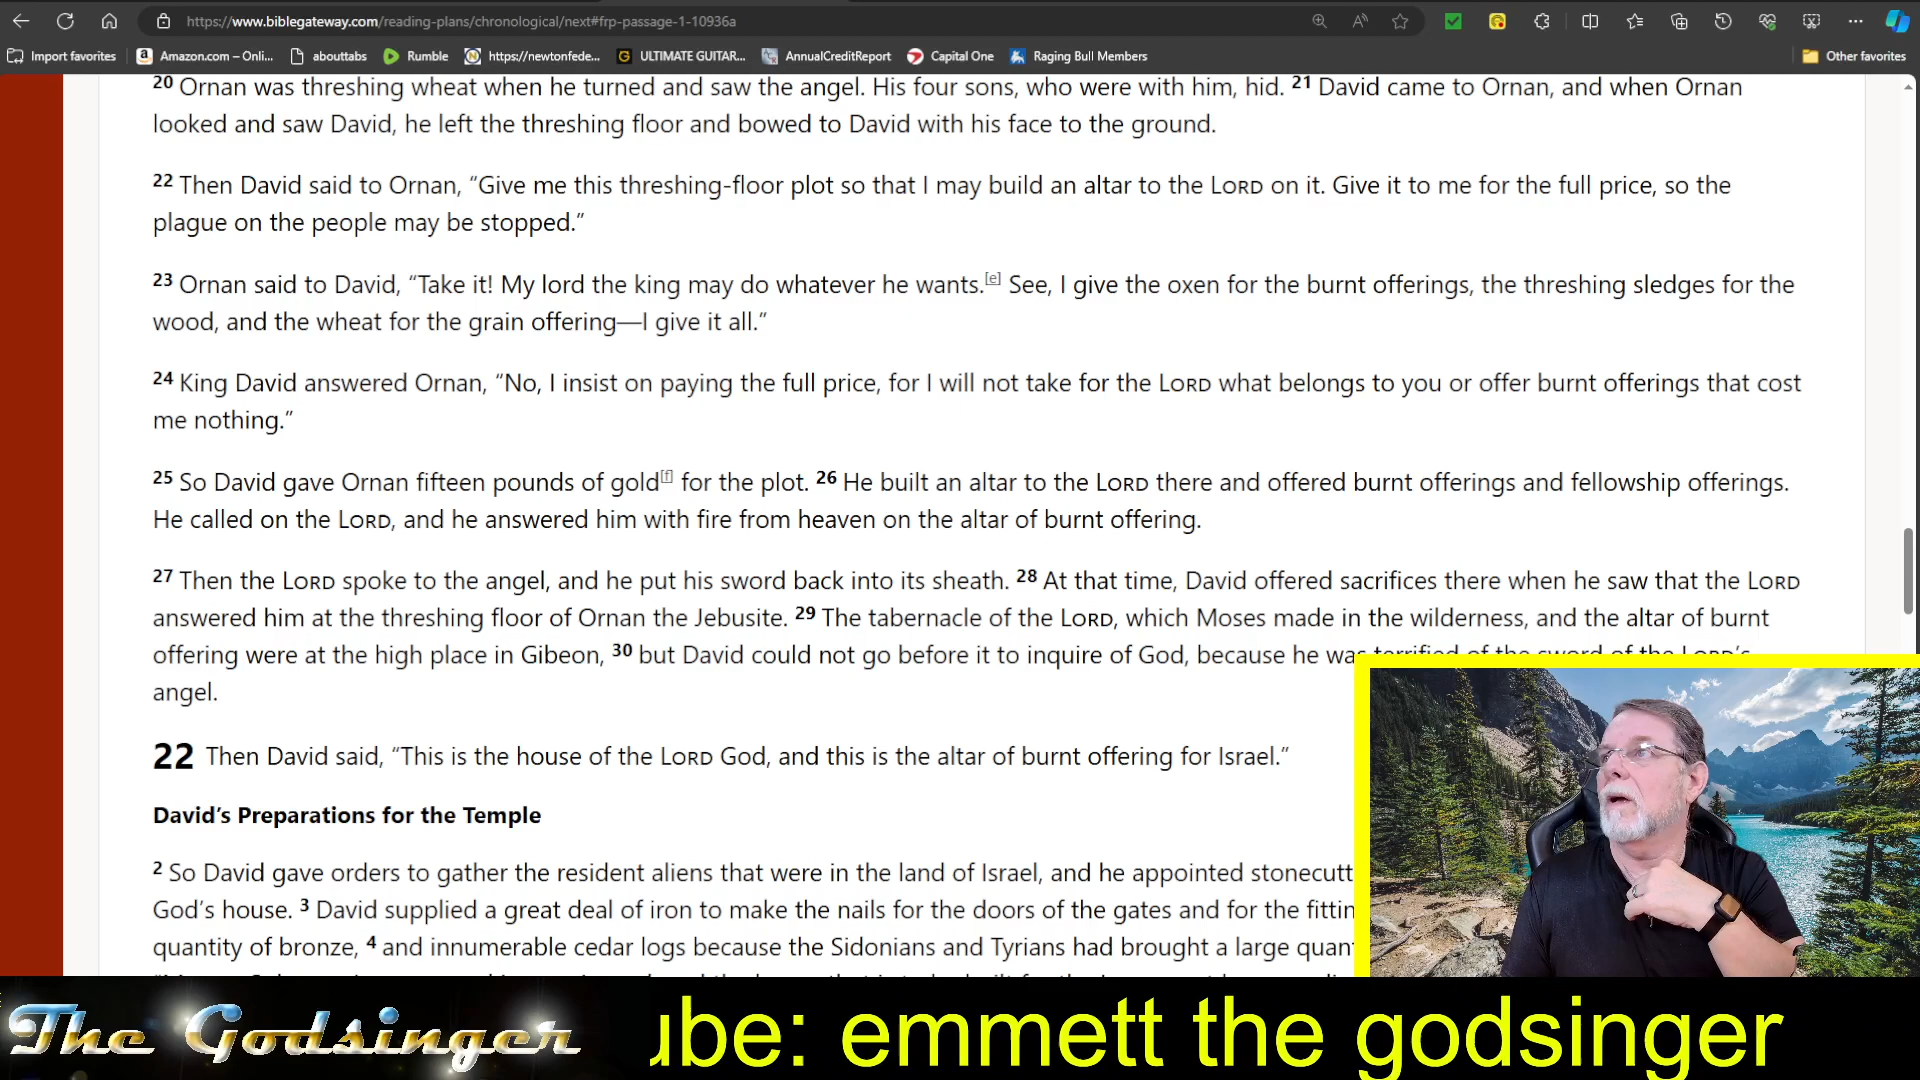 https://www.biblegateway.com/reading-plans/chronological/next#frp-passage-1-10936a
Import favorites Amazon.com – Onli... abouttabs Rumble https://newtonfede... ULTIMATE GUITAR... AnnualCreditReport Capital One Raging Bull Members Other favorites
20 Ornan was threshing wheat when he turned and saw the angel. His four sons, who were with him, hid. 21 David came to Ornan, and when Ornan
looked and saw David, he left the threshing floor and bowed to David with his face to the ground.
22 Then David said to Ornan, “Give me this threshing-floor plot so that I may build an altar to the LORD on it. Give it to me for the full price, so the
plague on the people may be stopped.”
23 Ornan said to David, “Take it! My lord the king may do whatever he wants.[e] See, I give the oxen for the burnt offerings, the threshing sledges for the
wood, and the wheat for the grain offering—I give it all.”
24 King David answered Ornan, “No, I insist on paying the full price, for I will not take for the LORD what belongs to you or offer burnt offerings that cost
me nothing.”
25 So David gave Ornan fifteen pounds of gold[f] for the plot. 26 He built an altar to the LORD there and offered burnt offerings and fellowship offerings.
He called on the LORD, and he answered him with fire from heaven on the altar of burnt offering.
27 Then the LORD spoke to the angel, and he put his sword back into its sheath. 28 At that time, David offered sacrifices there when he saw that the LORD
answered him at the threshing floor of Ornan the Jebusite. 29 The tabernacle of the LORD, which Moses made in the wilderness, and the altar of burnt
offering were at the high place in Gibeon, 30 but David could not go before it to inquire of God, because he was terrified of the sword of the LORD’s
angel.
22 Then David said, “This is the house of the LORD God, and this is the altar of burnt offering for Israel.”
David’s Preparations for the Temple
2 So David gave orders to gather the resident aliens that were in the land of Israel, and he appointed stonecutt
God’s house. 3 David supplied a great deal of iron to make the nails for the doors of the gates and for the fittin
quantity of bronze, 4 and innumerable cedar logs because the Sidonians and Tyrians had brought a large quant
The Godsinger
ube: emmett the godsinger